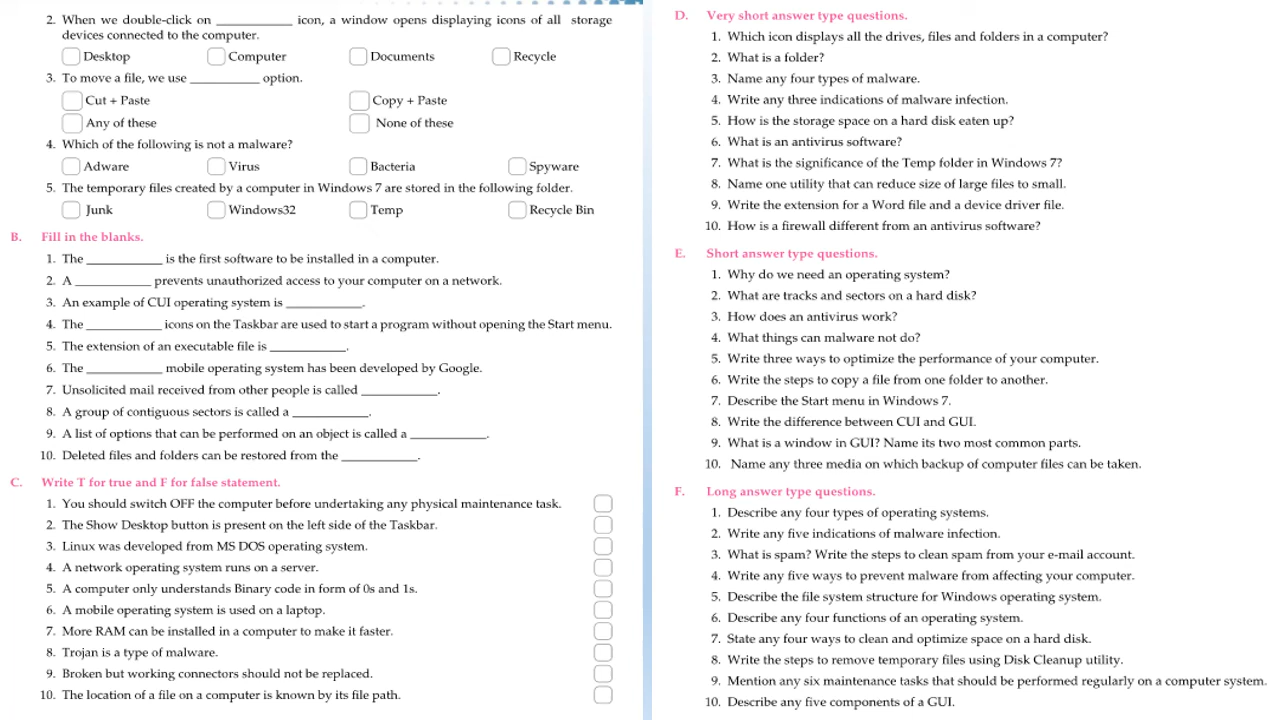 2. When we double-click on ____________ icon, a window opens displaying icons of all storage
devices connected to the computer.
Desktop Computer Documents Recycle
3. To move a file, we use ___________ option.
Cut + Paste Copy + Paste
Any of these None of these
4. Which of the following is not a malware?
Adware Virus Bacteria Spyware
5. The temporary files created by a computer in Windows 7 are stored in the following folder.
Junk Windows32 Temp Recycle Bin
B. Fill in the blanks.
1. The ____________ is the first software to be installed in a computer.
2. A ____________ prevents unauthorized access to your computer on a network.
3. An example of CUI operating system is ____________.
4. The ____________ icons on the Taskbar are used to start a program without opening the Start menu.
5. The extension of an executable file is ____________.
6. The ____________ mobile operating system has been developed by Google.
7. Unsolicited mail received from other people is called ____________.
8. A group of contiguous sectors is called a ____________.
9. A list of options that can be performed on an object is called a ____________.
10. Deleted files and folders can be restored from the ____________.
C. Write T for true and F for false statement.
1. You should switch OFF the computer before undertaking any physical maintenance task.
2. The Show Desktop button is present on the left side of the Taskbar.
3. Linux was developed from MS DOS operating system.
4. A network operating system runs on a server.
5. A computer only understands Binary code in form of 0s and 1s.
6. A mobile operating system is used on a laptop.
7. More RAM can be installed in a computer to make it faster.
8. Trojan is a type of malware.
9. Broken but working connectors should not be replaced.
10. The location of a file on a computer is known by its file path.
D. Very short answer type questions.
1. Which icon displays all the drives, files and folders in a computer?
2. What is a folder?
3. Name any four types of malware.
4. Write any three indications of malware infection.
5. How is the storage space on a hard disk eaten up?
6. What is an antivirus software?
7. What is the significance of the Temp folder in Windows 7?
8. Name one utility that can reduce size of large files to small.
9. Write the extension for a Word file and a device driver file.
10. How is a firewall different from an antivirus software?
E. Short answer type questions.
1. Why do we need an operating system?
2. What are tracks and sectors on a hard disk?
3. How does an antivirus work?
4. What things can malware not do?
5. Write three ways to optimize the performance of your computer.
6. Write the steps to copy a file from one folder to another.
7. Describe the Start menu in Windows 7.
8. Write the difference between CUI and GUI.
9. What is a window in GUI? Name its two most common parts.
10. Name any three media on which backup of computer files can be taken.
F. Long answer type questions.
1. Describe any four types of operating systems.
2. Write any five indications of malware infection.
3. What is spam? Write the steps to clean spam from your e-mail account.
4. Write any five ways to prevent malware from affecting your computer.
5. Describe the file system structure for Windows operating system.
6. Describe any four functions of an operating system.
7. State any four ways to clean and optimize space on a hard disk.
8. Write the steps to remove temporary files using Disk Cleanup utility.
9. Mention any six maintenance tasks that should be performed regularly on a computer system.
10. Describe any five components of a GUI.